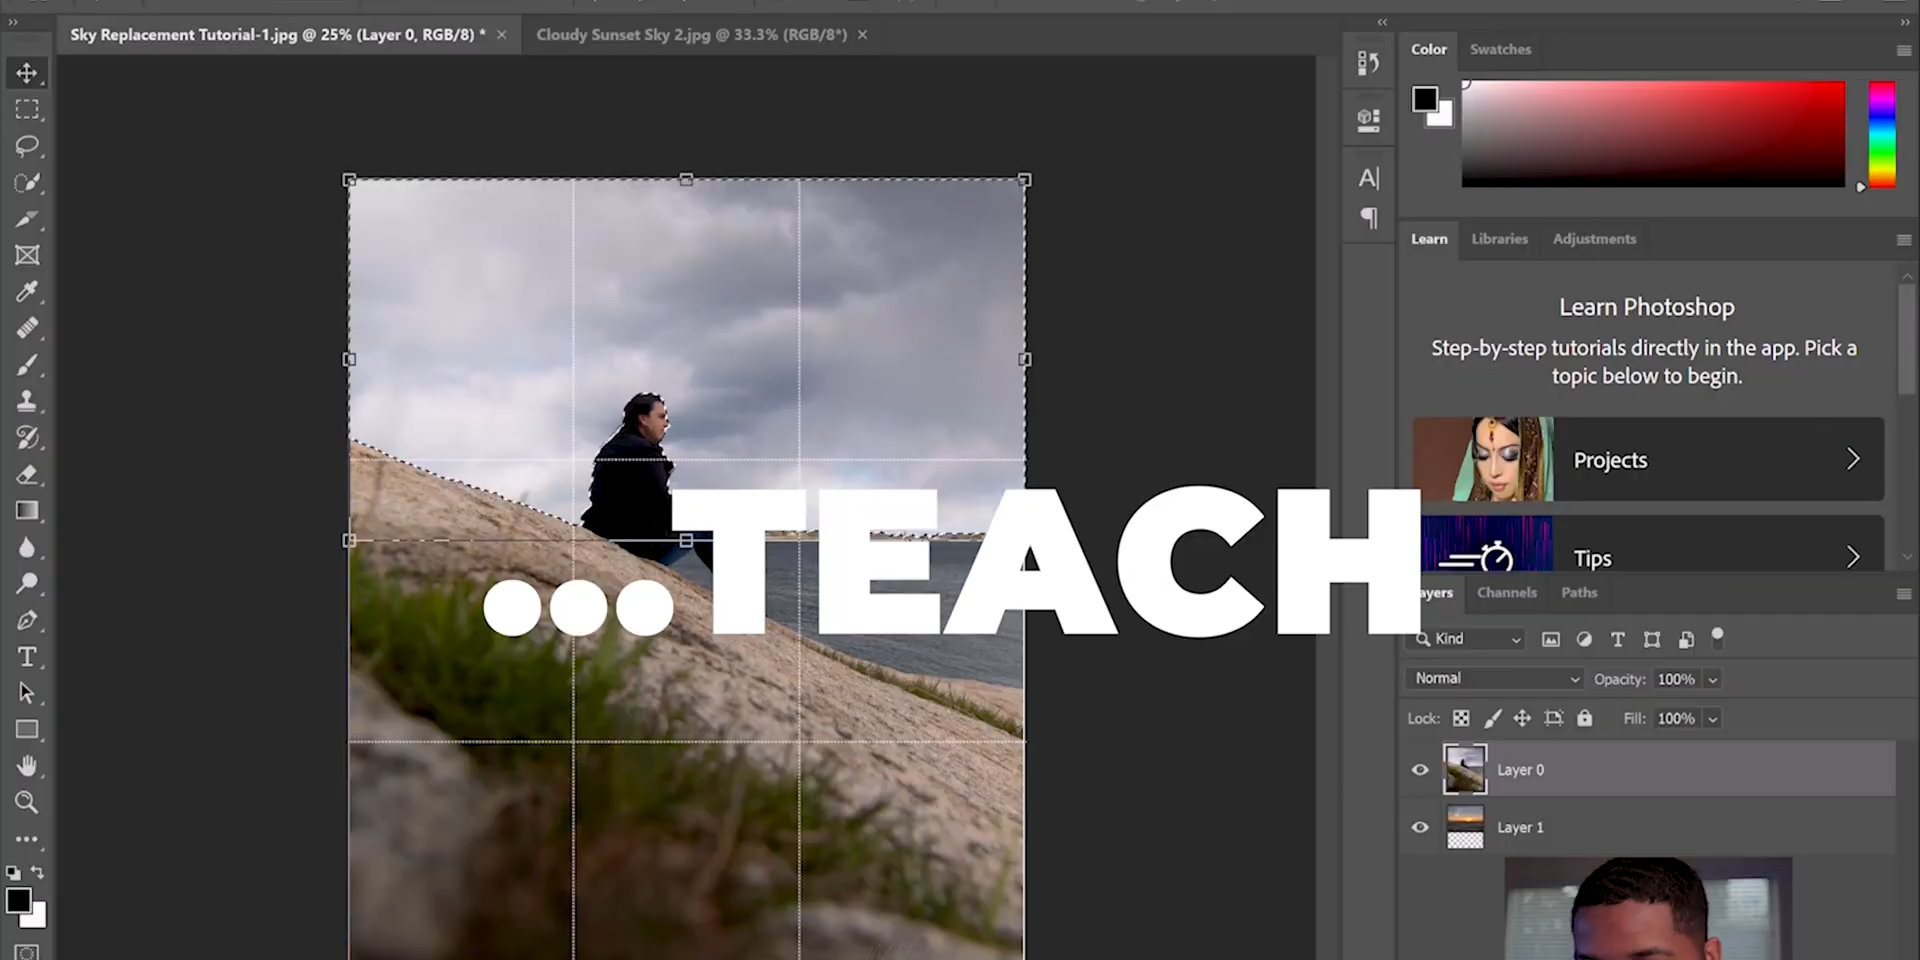 Sky Replacement Tutorial-1.jpg @ 25% (Layer 0, RGB/8) *
Cloudy Sunset Sky 2.jpg @ 33.3% (RGB/8*)
Color
Swatches
Learn
Libraries
Adjustments
Learn Photoshop
Step-by-step tutorials directly in the app. Pick a
topic below to begin.
Projects
Tips
...TEACH
ayers
Channels
Paths
Kind
Normal
Opacity: 100%
Lock:
Fill: 100%
Layer 0
Layer 1